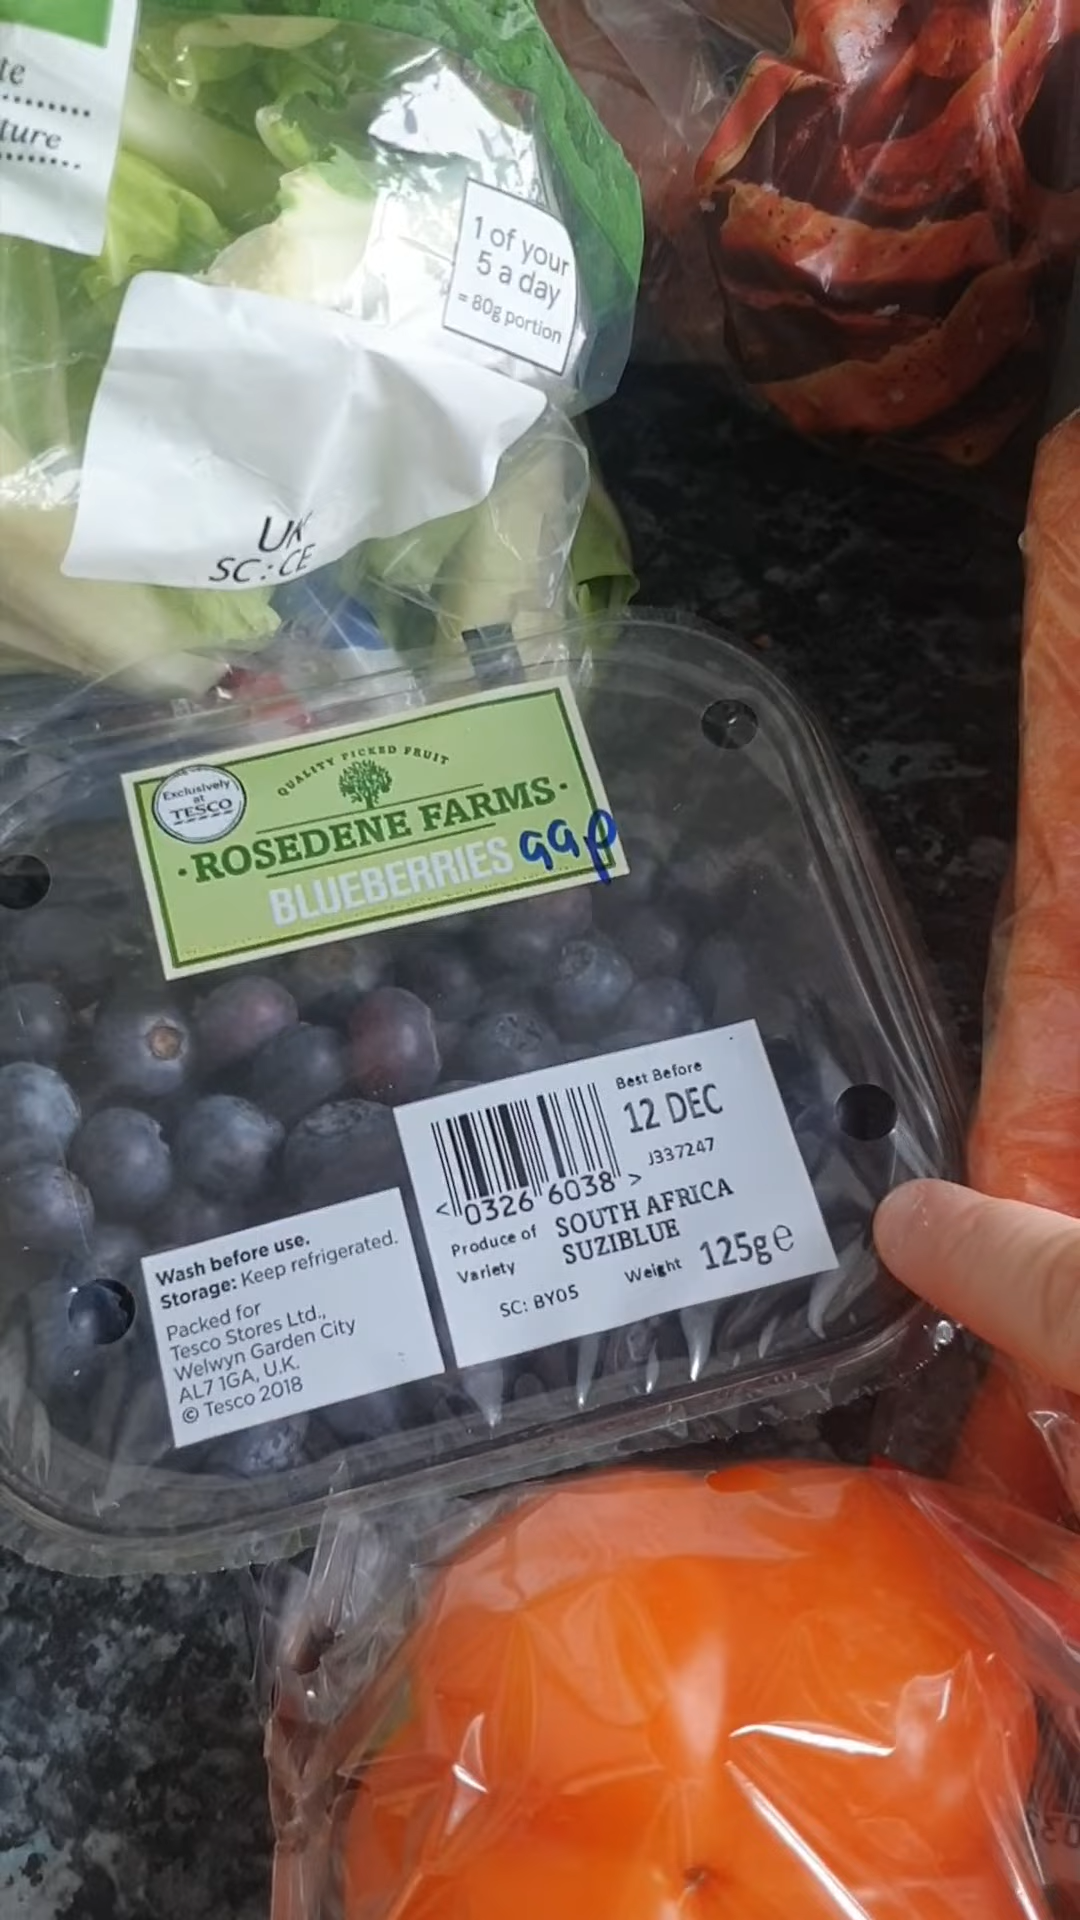 te
ture
1 of your
5 a day
= 80g portion
UK
SC:CE
Exclusively
at
TESCO
QUALITY PICKED FRUIT
·ROSEDENE FARMS·
BLUEBERRIES 99p
Best Before
12 DEC
J337247
< 0326 6038 >
Produce of SOUTH AFRICA
Variety SUZIBLUE
Weight 125g e
SC: BY05
Wash before use.
Storage: Keep refrigerated.
Packed for
Tesco Stores Ltd.,
Welwyn Garden City
AL7 1GA, U.K.
© Tesco 2018